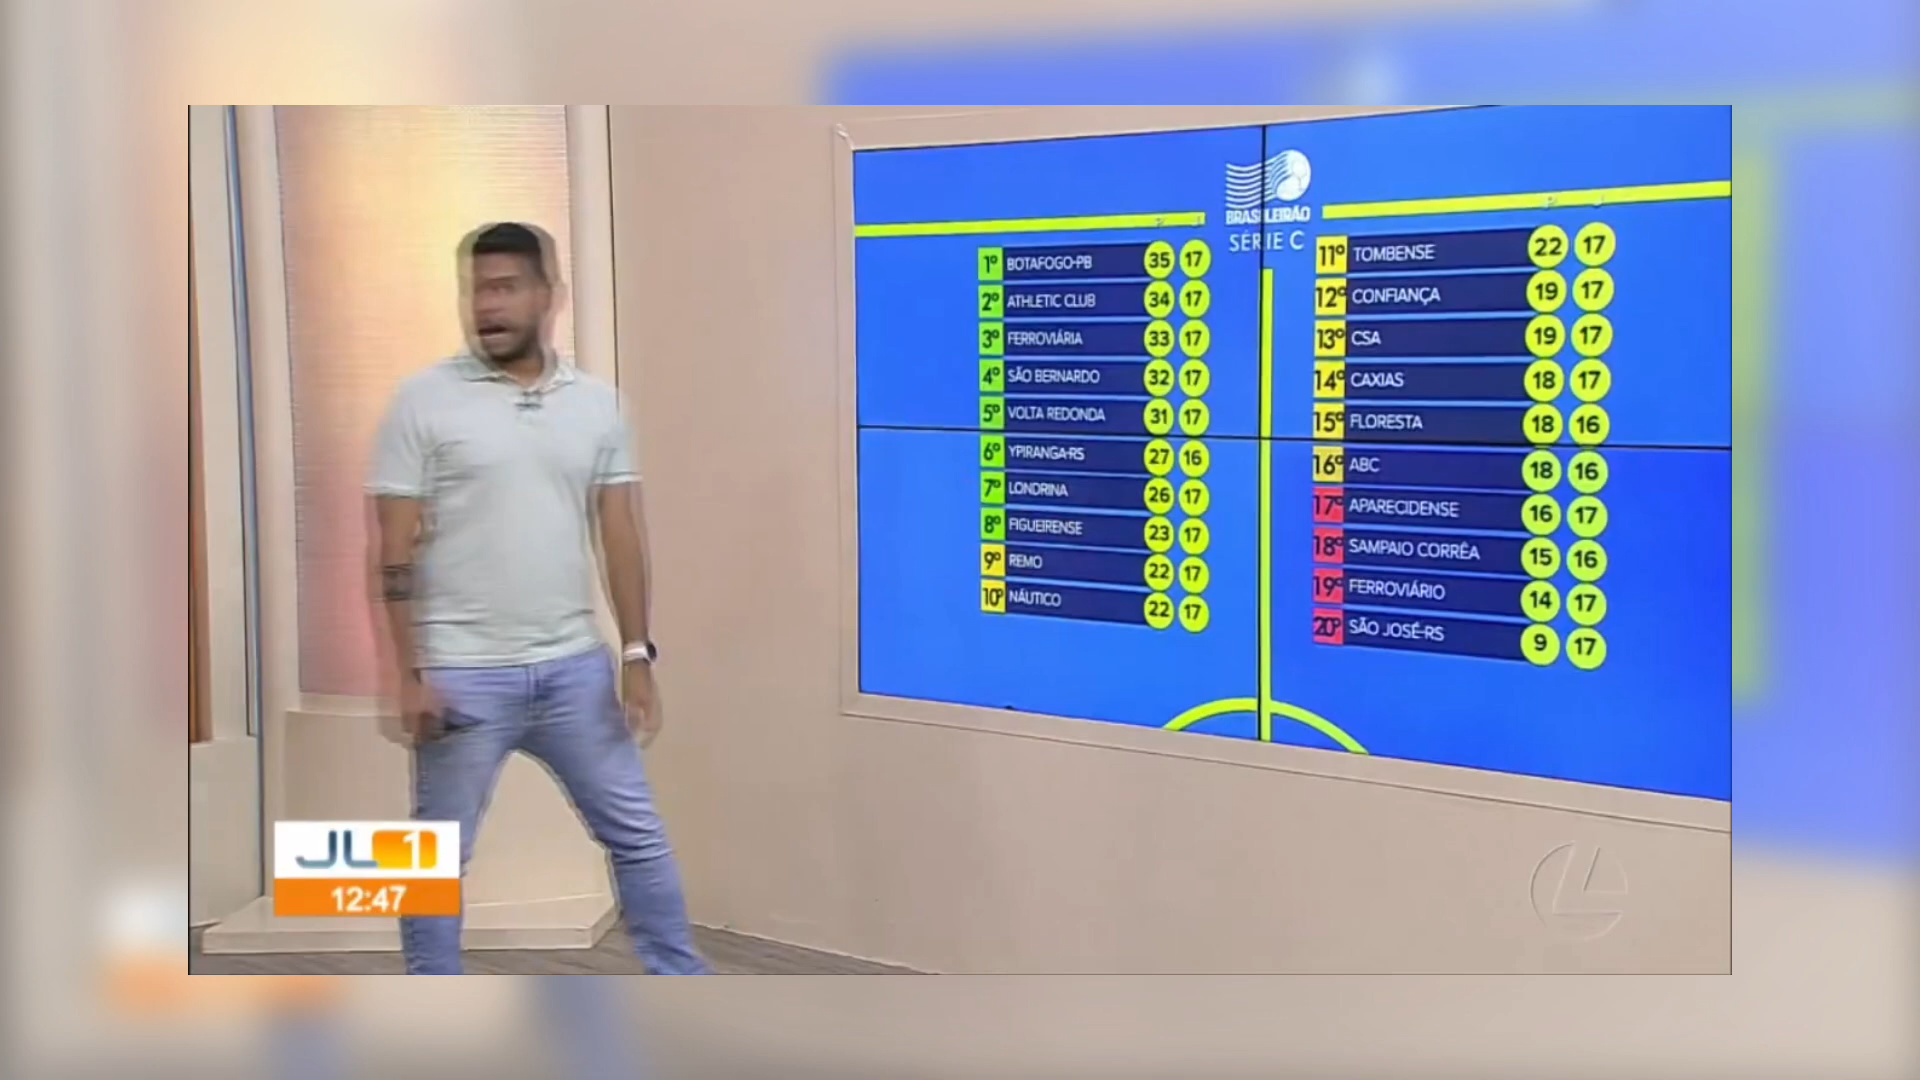 BRASILEIRÃO
SÉRIE C
P J
1º BOTAFOGO-PB 35 17
2º ATHLETIC CLUB 34 17
3º FERROVIÁRIA 33 17
4º SÃO BERNARDO 32 17
5º VOLTA REDONDA 31 17
6º YPIRANGA-RS 27 16
7º LONDRINA 26 17
8º FIGUEIRENSE 23 17
9º REMO 22 17
10º NÁUTICO 22 17
P J
11º TOMBENSE 22 17
12º CONFIANÇA 19 17
13º CSA 19 17
14º CAXIAS 18 17
15º FLORESTA 18 16
16º ABC 18 16
17º APARECIDENSE 16 17
18º SAMPAIO CORRÊA 15 16
19º FERROVIÁRIO 14 17
20º SÃO JOSÉ-RS 9 17
JL1
12:47